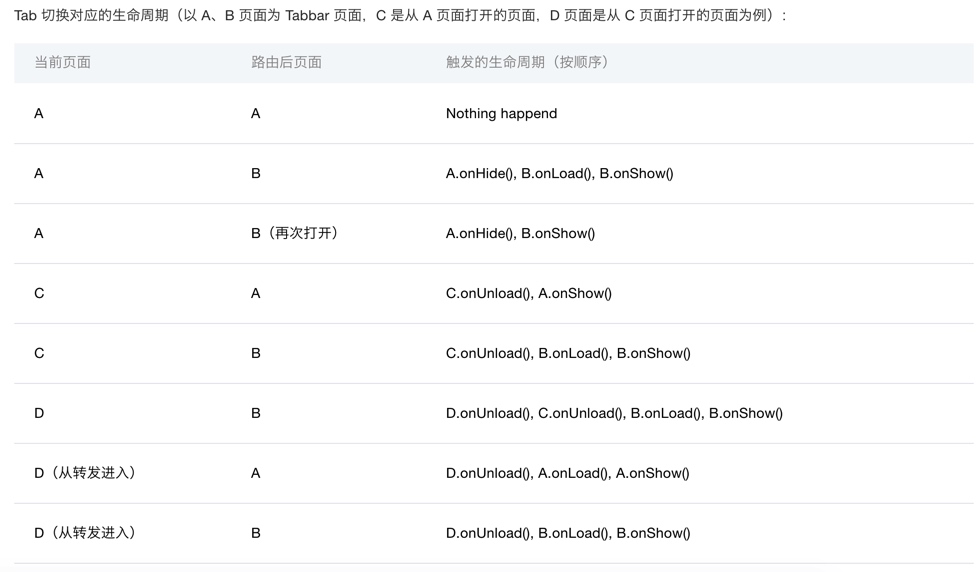 Tab 切换对应的生命周期（以 A、B 页面为 Tabbar 页面，C 是从 A 页面打开的页面，D 页面是从 C 页面打开的页面为例）:
当前页面 路由后页面 触发的生命周期（按顺序）
A A Nothing happend
A B A.onHide(), B.onLoad(), B.onShow()
A B（再次打开） A.onHide(), B.onShow()
C A C.onUnload(), A.onShow()
C B C.onUnload(), B.onLoad(), B.onShow()
D B D.onUnload(), C.onUnload(), B.onLoad(), B.onShow()
D（从转发进入） A D.onUnload(), A.onLoad(), A.onShow()
D（从转发进入） B D.onUnload(), B.onLoad(), B.onShow()